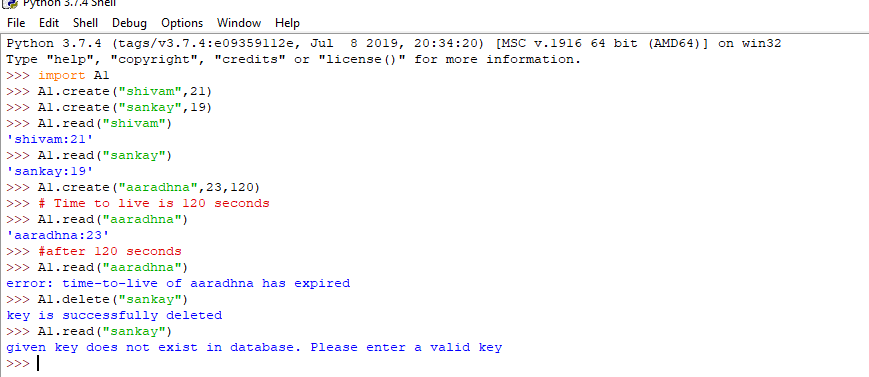 Python 3.7.4 Shell
File Edit Shell Debug Options Window Help
Python 3.7.4 (tags/v3.7.4:e09359112e, Jul  8 2019, 20:34:20) [MSC v.1916 64 bit (AMD64)] on win32
Type "help", "copyright", "credits" or "license()" for more information.
>>> import A1
>>> A1.create("shivam",21)
>>> A1.create("sankay",19)
>>> A1.read("shivam")
'shivam:21'
>>> A1.read("sankay")
'sankay:19'
>>> A1.create("aaradhna",23,120)
>>> # Time to live is 120 seconds
>>> A1.read("aaradhna")
'aaradhna:23'
>>> #after 120 seconds
>>> A1.read("aaradhna")
error: time-to-live of aaradhna has expired
>>> A1.delete("sankay")
key is successfully deleted
>>> A1.read("sankay")
given key does not exist in database. Please enter a valid key
>>>